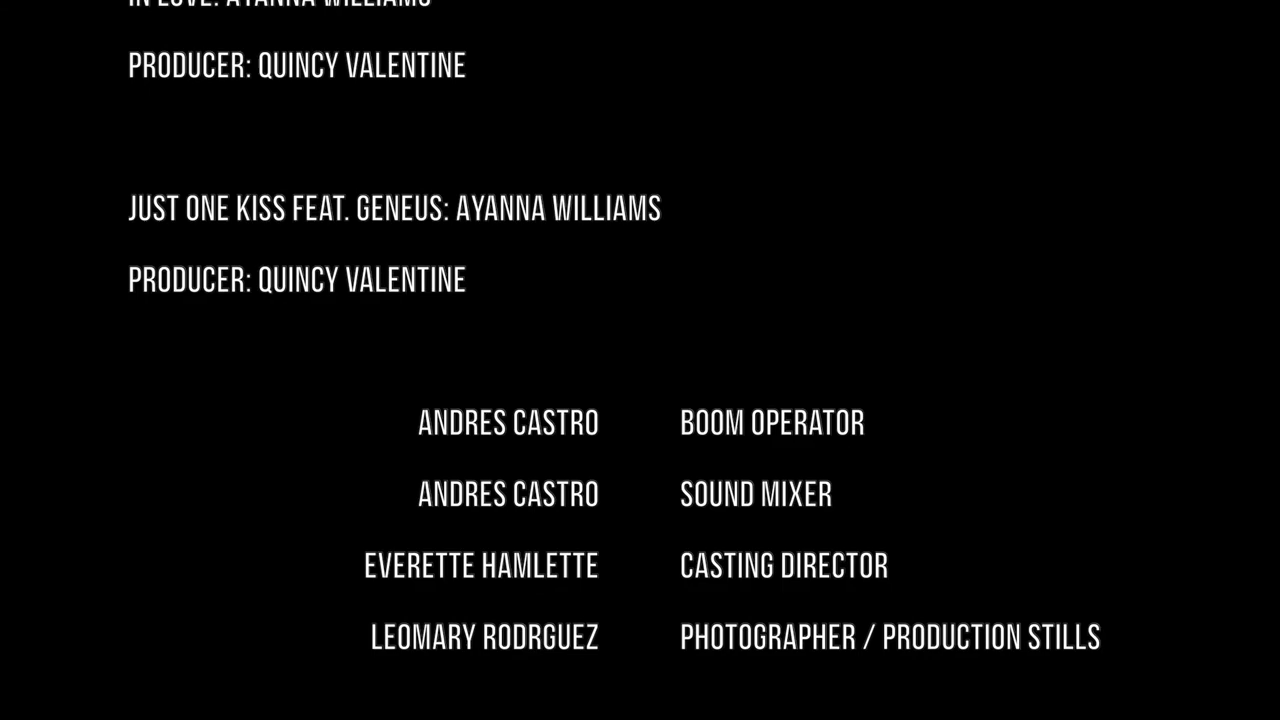 IN LOVE: AYANNA WILLIAMS
PRODUCER: QUINCY VALENTINE
JUST ONE KISS FEAT. GENEUS: AYANNA WILLIAMS
PRODUCER: QUINCY VALENTINE
ANDRES CASTRO BOOM OPERATOR
ANDRES CASTRO SOUND MIXER
EVERETTE HAMLETTE CASTING DIRECTOR
LEOMARY RODRGUEZ PHOTOGRAPHER / PRODUCTION STILLS